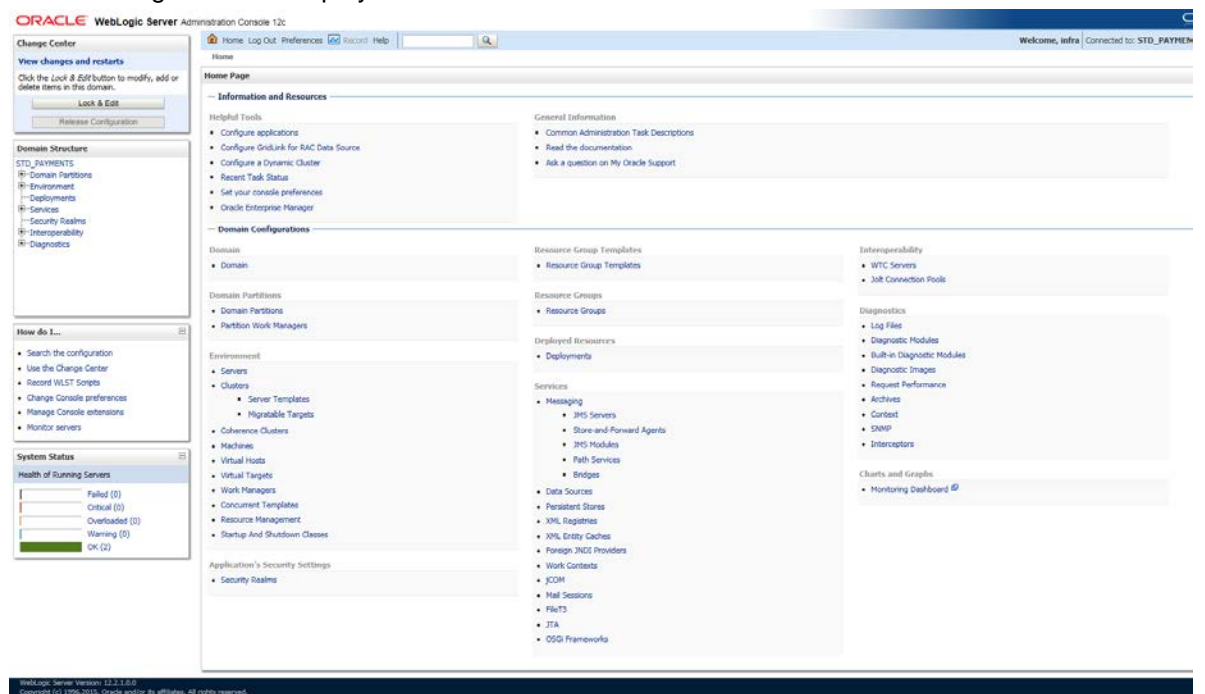 ORACLE WebLogic Server Administration Console 12c
Change Center
View changes and restarts
Click the Lock & Edit button to modify, add or
delete items in this domain.
Lock & Edit
Release Configuration
Domain Structure
STD_PAYMENTS
Domain Partitions
Environment
Deployments
Services
Security Realms
Interoperability
Diagnostics
How do I...
Search the configuration
Use the Change Center
Record WLST Scripts
Change Console preferences
Manage Console extensions
Monitor servers
System Status
Health of Running Servers
Failed (0)
Critical (0)
Overloaded (0)
Warning (0)
OK (2)
Home Log Out Preferences Record Help
Welcome, infra Connected to: STD_PAYMEN
Home
Home Page
Information and Resources
Helpful Tools
Configure applications
Configure GridLink for RAC Data Source
Configure a Dynamic Cluster
Recent Task Status
Set your console preferences
Oracle Enterprise Manager
General Information
Common Administration Task Descriptions
Read the documentation
Ask a question on My Oracle Support
Domain Configurations
Domain
Domain
Domain Partitions
Domain Partitions
Partition Work Managers
Environment
Servers
Clusters
Server Templates
Migratable Targets
Coherence Clusters
Machines
Virtual Hosts
Virtual Targets
Work Managers
Concurrent Templates
Resource Management
Startup And Shutdown Classes
Application's Security Settings
Security Realms
Resource Group Templates
Resource Group Templates
Resource Groups
Resource Groups
Deployed Resources
Deployments
Services
Messaging
JMS Servers
Store-and-Forward Agents
JMS Modules
Path Services
Bridges
Data Sources
Persistent Stores
XML Registries
XML Entity Caches
Foreign JNDI Providers
Work Contexts
jCOM
Mail Sessions
FileT3
JTA
OSGi Frameworks
Interoperability
WTC Servers
Jolt Connection Pools
Diagnostics
Log Files
Diagnostic Modules
Built-in Diagnostic Modules
Diagnostic Images
Request Performance
Archives
Context
SNMP
Interceptors
Charts and Graphs
Monitoring Dashboard
WebLogic Server Version: 12.2.1.0.0
Copyright (c) 1996,2015, Oracle and/or its affiliates. All rights reserved.